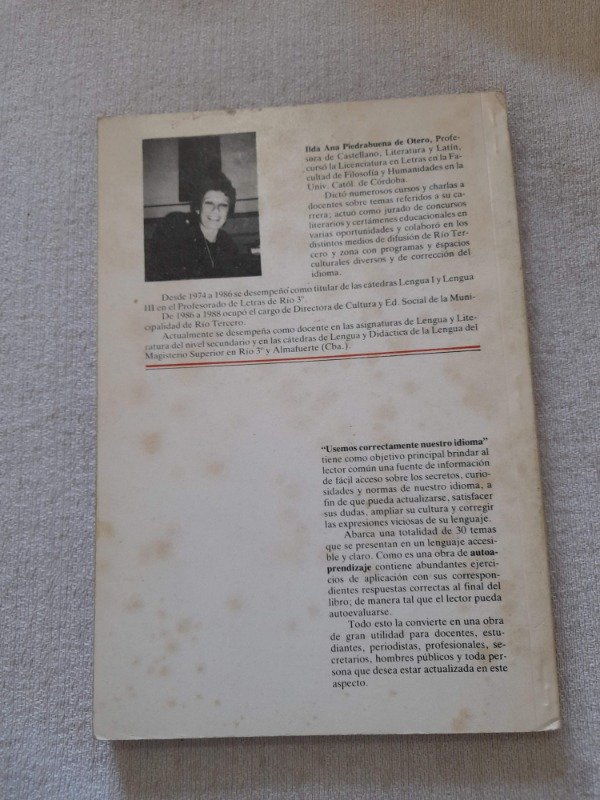 Ilda Ana Piedrabuena de Otero, Profe-
sora de Castellano, Literatura y Latín,
cursó la Licenciatura en Letras en la Fa-
cultad de Filosofía y Humanidades en la
Univ. Catól. de Córdoba.
Dictó numerosos cursos y charlas a
docentes sobre temas referidos a su ca-
rrera; actuó como jurado de concursos
literarios y certámenes educacionales en
varias oportunidades y colaboró en los
distintos medios de difusión de Río Ter-
cero y zona con programas y espacios
culturales diversos y de corrección del
idioma.
Desde 1974 a 1986 se desempeñó como titular de las cátedras Lengua I y Lengua
III en el Profesorado de Letras de Río 3º.
De 1986 a 1988 ocupó el cargo de Directora de Cultura y Ed. Social de la Muni-
cipalidad de Río Tercero.
Actualmente se desempeña como docente en las asignaturas de Lengua y Lite-
ratura del nivel secundario y en las cátedras de Lengua y Didáctica de la Lengua del
Magisterio Superior en Río 3º y Almafuerte (Cba.).
"Usemos correctamente nuestro idioma"
tiene como objetivo principal brindar al
lector común una fuente de información
de fácil acceso sobre los secretos, curio-
sidades y normas de nuestro idioma, a
fin de que pueda actualizarse, satisfacer
sus dudas, ampliar su cultura y corregir
las expresiones viciosas de su lenguaje.
Abarca una totalidad de 30 temas
que se presentan en un lenguaje accesi-
ble y claro. Como es una obra de autoa-
prendizaje contiene abundantes ejerci-
cios de aplicación con sus correspon-
dientes respuestas correctas al final del
libro; de manera tal que el lector pueda
autoevaluarse.
Todo esto la convierte en una obra
de gran utilidad para docentes, estu-
diantes, periodistas, profesionales, se-
cretarios, hombres públicos y toda per-
sona que desea estar actualizada en este
aspecto.